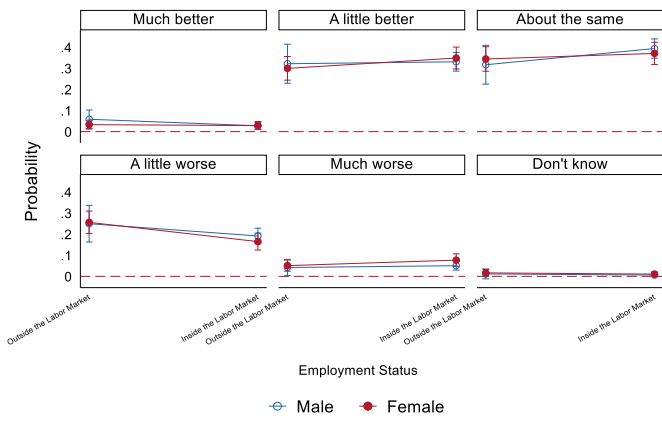 Much better
A little better
About the same
.4
.3
.2
.1
0
A little worse
Much worse
Don't know
.4
.3
.2
.1
0
Probability
Outside the Labor Market
Inside the Labor Market
Outside the Labor Market
Inside the Labor Market
Outside the Labor Market
Inside the Labor Market
Employment Status
Male
Female